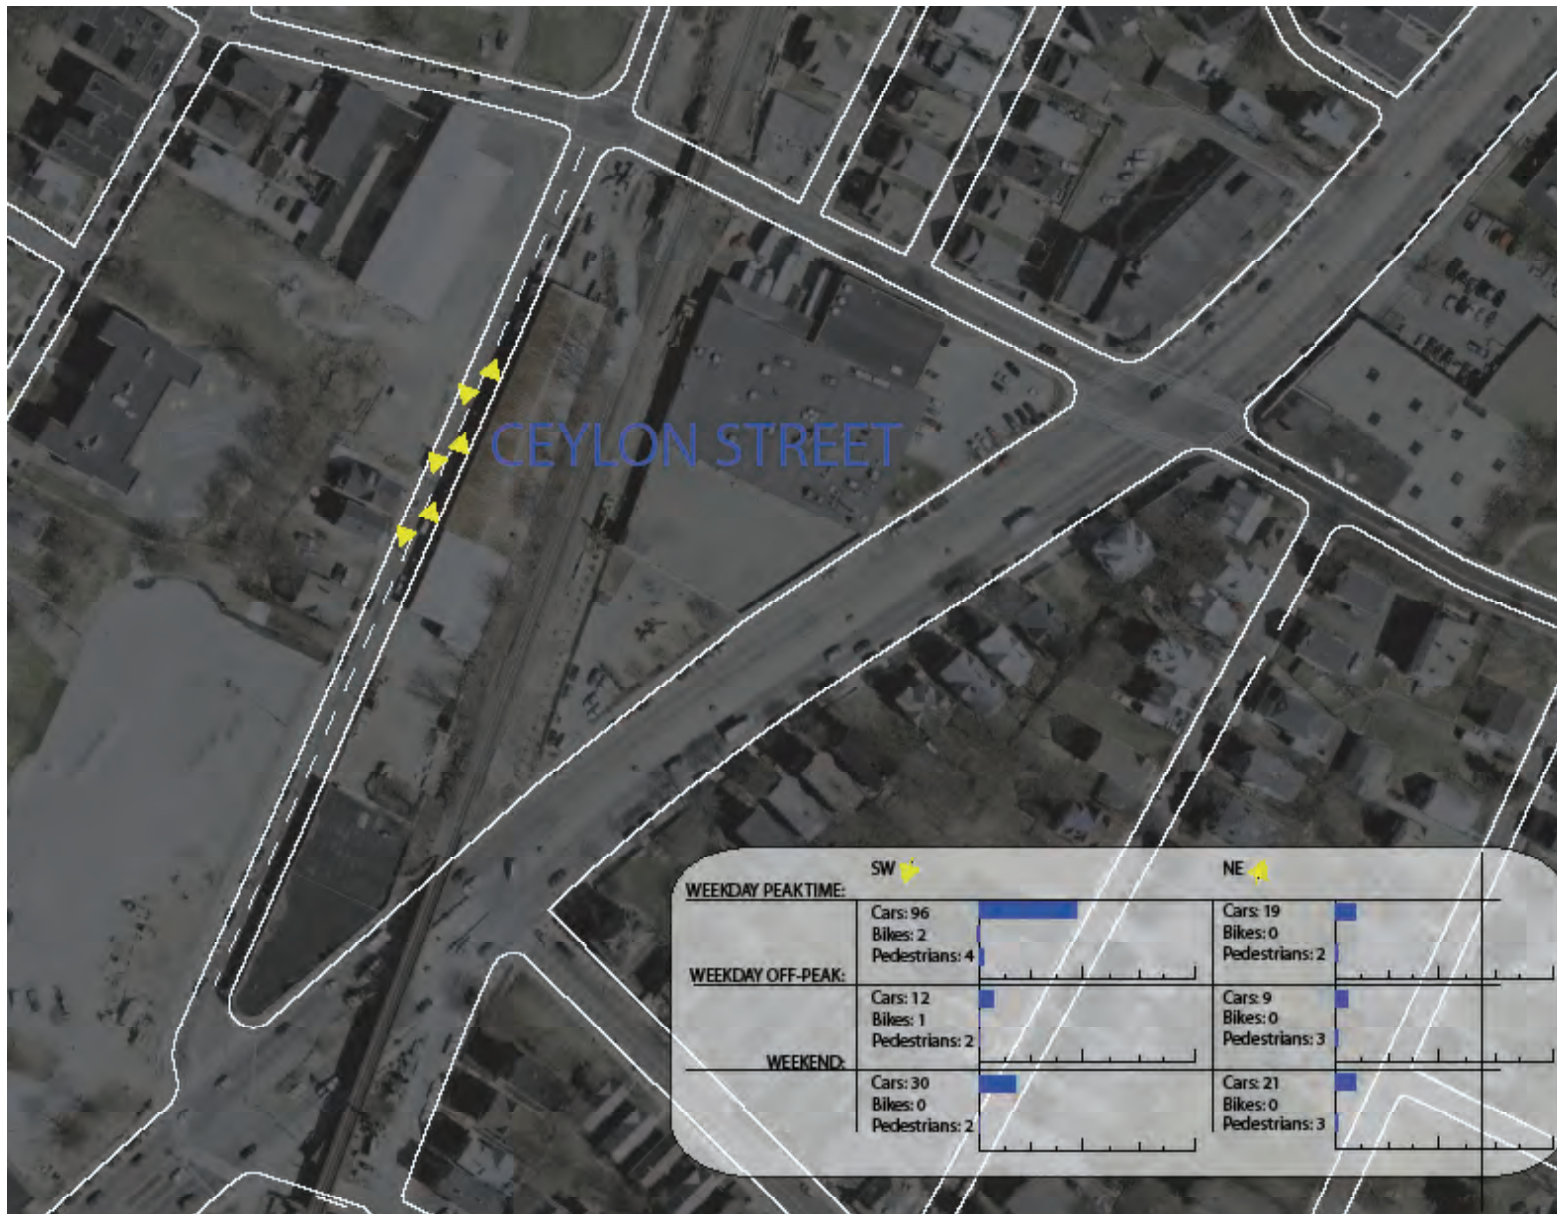 CEYLON STREET
SW NE
WEEKDAY PEAK TIME:
Cars: 96 Cars: 19
Bikes: 2 Bikes: 0
Pedestrians: 4 Pedestrians: 2
WEEKDAY OFF-PEAK:
Cars: 12 Cars: 9
Bikes: 1 Bikes: 0
Pedestrians: 2 Pedestrians: 3
WEEKEND:
Cars: 30 Cars: 21
Bikes: 0 Bikes: 0
Pedestrians: 2 Pedestrians: 3